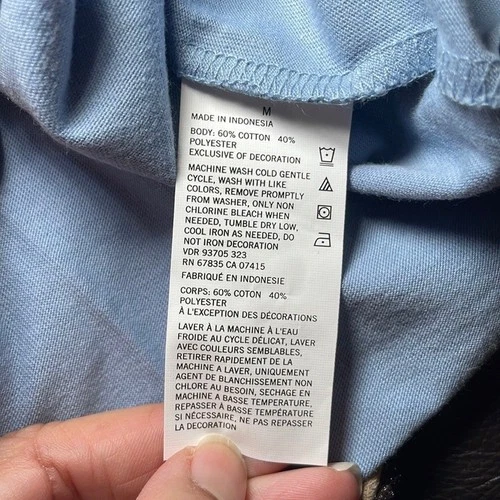 M
MADE IN INDONESIA
BODY: 60% COTTON 40%
POLYESTER
EXCLUSIVE OF DECORATION
MACHINE WASH COLD GENTLE
CYCLE, WASH WITH LIKE
COLORS, REMOVE PROMPTLY
FROM WASHER, ONLY NON
CHLORINE BLEACH WHEN
NEEDED, TUMBLE DRY LOW,
COOL IRON AS NEEDED, DO
NOT IRON DECORATION
VDR 93705 323
RN 67835 CA 07415
FABRIQUÉ EN INDONESIE
CORPS: 60% COTTON 40%
POLYESTER
À L'EXCEPTION DES DÉCORATIONS
LAVER À LA MACHINE À L'EAU
FROIDE AU CYCLE DÉLICAT, LAVER
AVEC COULEURS SEMBLABLES,
RETIRER RAPIDEMENT DE LA
MACHINE A LAVER, UNIQUEMENT
AGENT DE BLANCHISSEMENT NON
CHLORE AU BESOIN, SECHAGE EN
MACHINE A BASSE TEMPERATURE,
REPASSER À BASSE TEMPÉRATURE
SI NÉCESSAIRE, NE PAS REPASSER
LA DECORATION